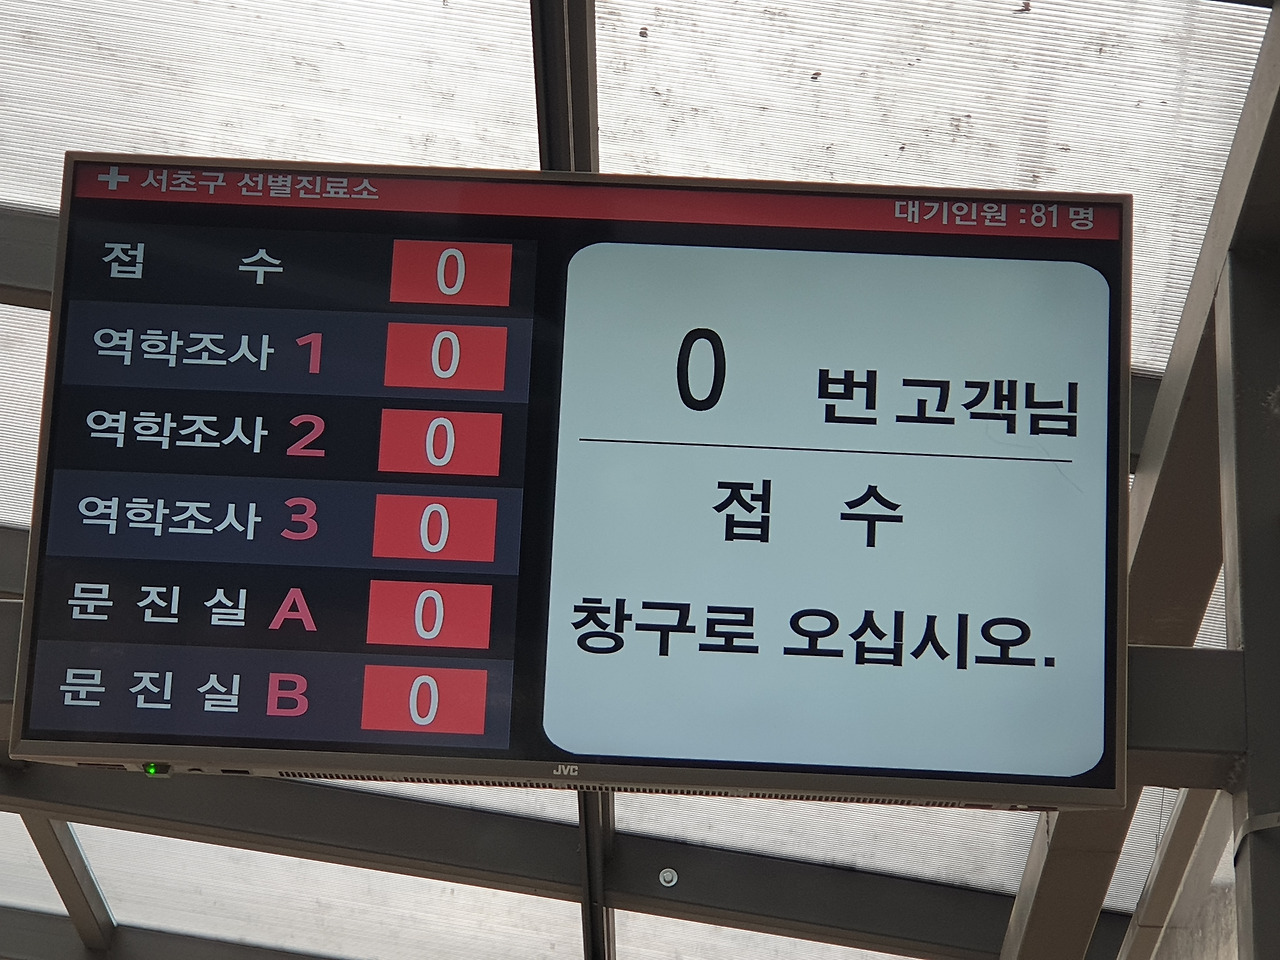 서초구 선별진료소
대기인원 :81 명
접 수 0
역학조사 1 0
역학조사 2 0
역학조사 3 0
문 진 실 A 0
문 진 실 B 0
0 번 고객님
접 수
창구로 오십시오.
JVC